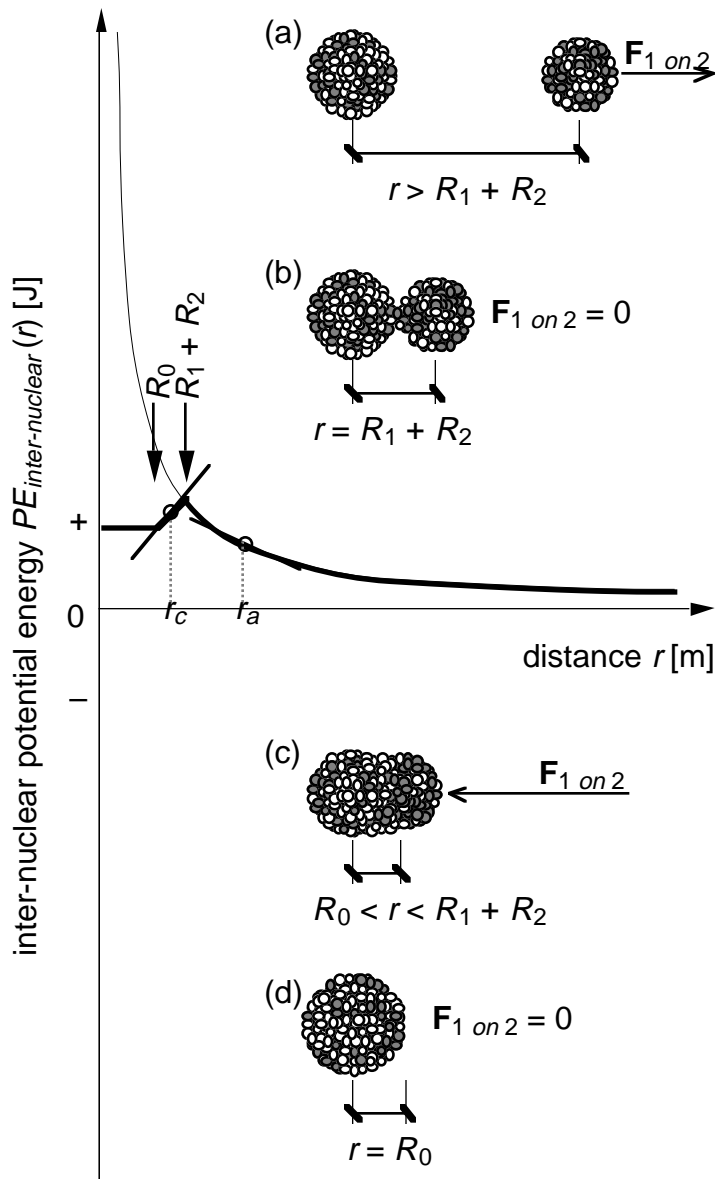 (a)
F1 on 2
r > R1 + R2
(b)
F1 on 2 = 0
r = R1 + R2
inter-nuclear potential energy PEinter-nuclear (r) [J]
R0
R1 + R2
+
0
rc
ra
distance r [m]
–
(c)
F1 on 2
R0 < r < R1 + R2
(d)
F1 on 2 = 0
r = R0